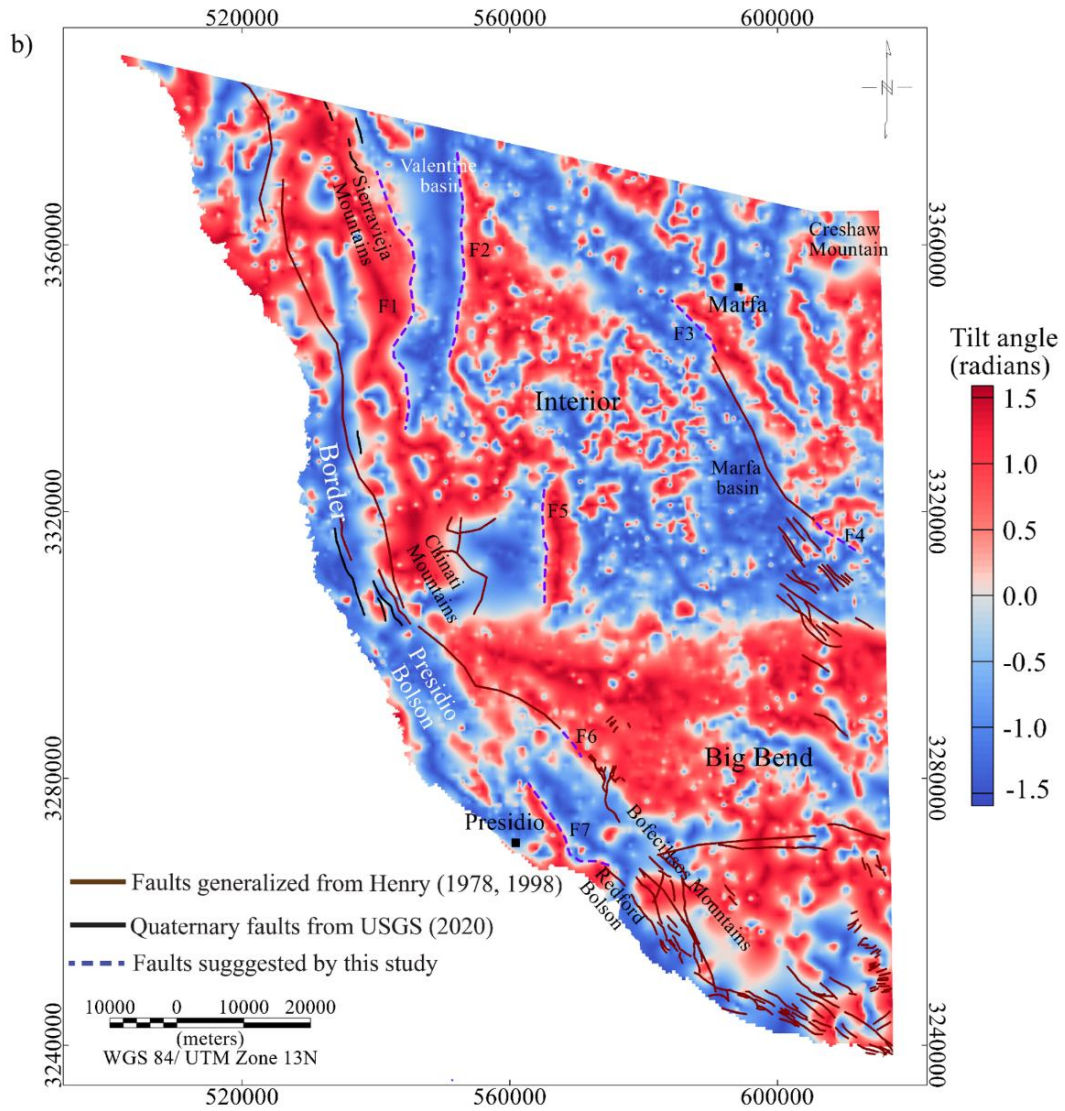 520000 560000 600000
b)
N
Valentine
basin
Sierravieja
Mountains
Creshaw
Mountain
3360000 3360000
F2
F1
Marfa
F3
Tilt angle
(radians)
1.5
1.0
0.5
0.0
-0.5
-1.0
-1.5
Interior
Marfa
basin
Border
3320000 3320000
F5
F4
Chinati
Mountains
Presidio
Bolson
F6
Big Bend
3280000 3280000
Presidio
F7
Bofecillsos Mountains
Redford
Bolson
Faults generalized from Henry (1978, 1998)
Quaternary faults from USGS (2020)
Faults sugggested by this study
10000 0 10000 20000
(meters)
WGS 84/ UTM Zone 13N
3240000 3240000
520000 560000 600000